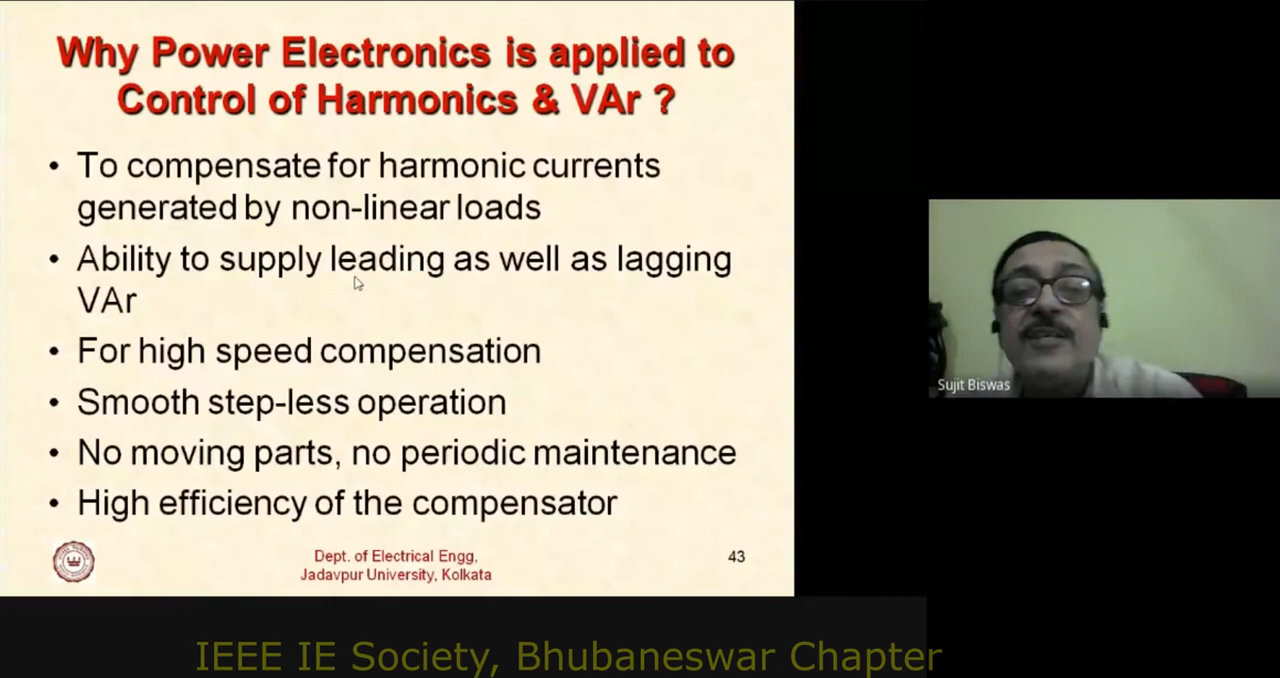 Why Power Electronics is applied to
Control of Harmonics & VAr ?
• To compensate for harmonic currents
generated by non-linear loads
• Ability to supply leading as well as lagging
VAr
• For high speed compensation
• Smooth step-less operation
• No moving parts, no periodic maintenance
• High efficiency of the compensator
Dept. of Electrical Engg,
Jadavpur University, Kolkata
43
Sujit Biswas
IEEE IE Society, Bhubaneswar Chapter